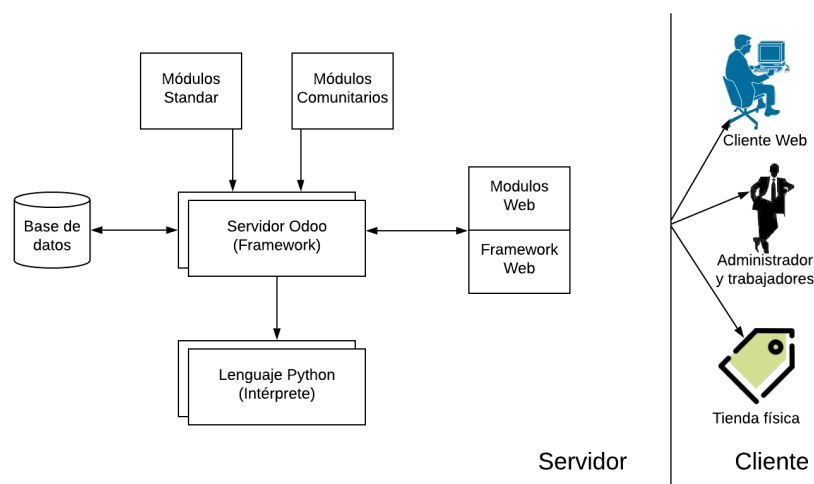 Módulos
Standar
Módulos
Comunitarios
Cliente Web
Base de
datos
Servidor Odoo
(Framework)
Modulos
Web
Framework
Web
Administrador
y trabajadores
Lenguaje Python
(Intérprete)
Tienda física
Servidor
Cliente